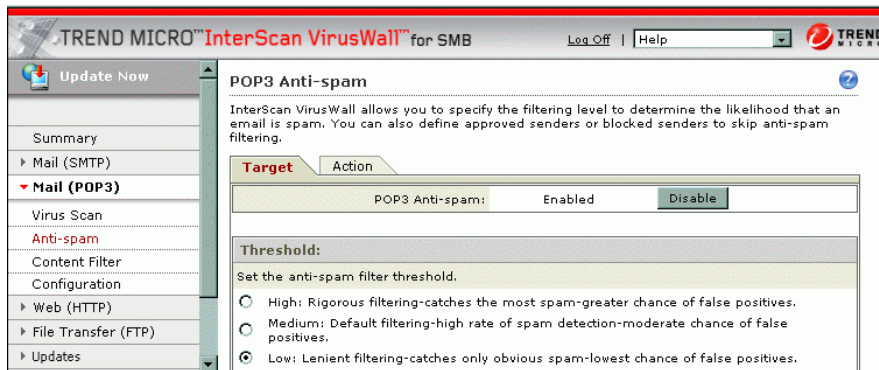 TREND MICRO™ InterScan VirusWall™ for SMB
Log Off | Help
TREND
MICRO
Update Now
Summary
Mail (SMTP)
Mail (POP3)
Virus Scan
Anti-spam
Content Filter
Configuration
Web (HTTP)
File Transfer (FTP)
Updates
POP3 Anti-spam
InterScan VirusWall allows you to specify the filtering level to determine the likelihood that an
email is spam. You can also define approved senders or blocked senders to skip anti-spam
filtering.
Target Action
POP3 Anti-spam: Enabled Disable
Threshold:
Set the anti-spam filter threshold.
High: Rigorous filtering-catches the most spam-greater chance of false positives.
Medium: Default filtering-high rate of spam detection-moderate chance of false
positives.
Low: Lenient filtering-catches only obvious spam-lowest chance of false positives.